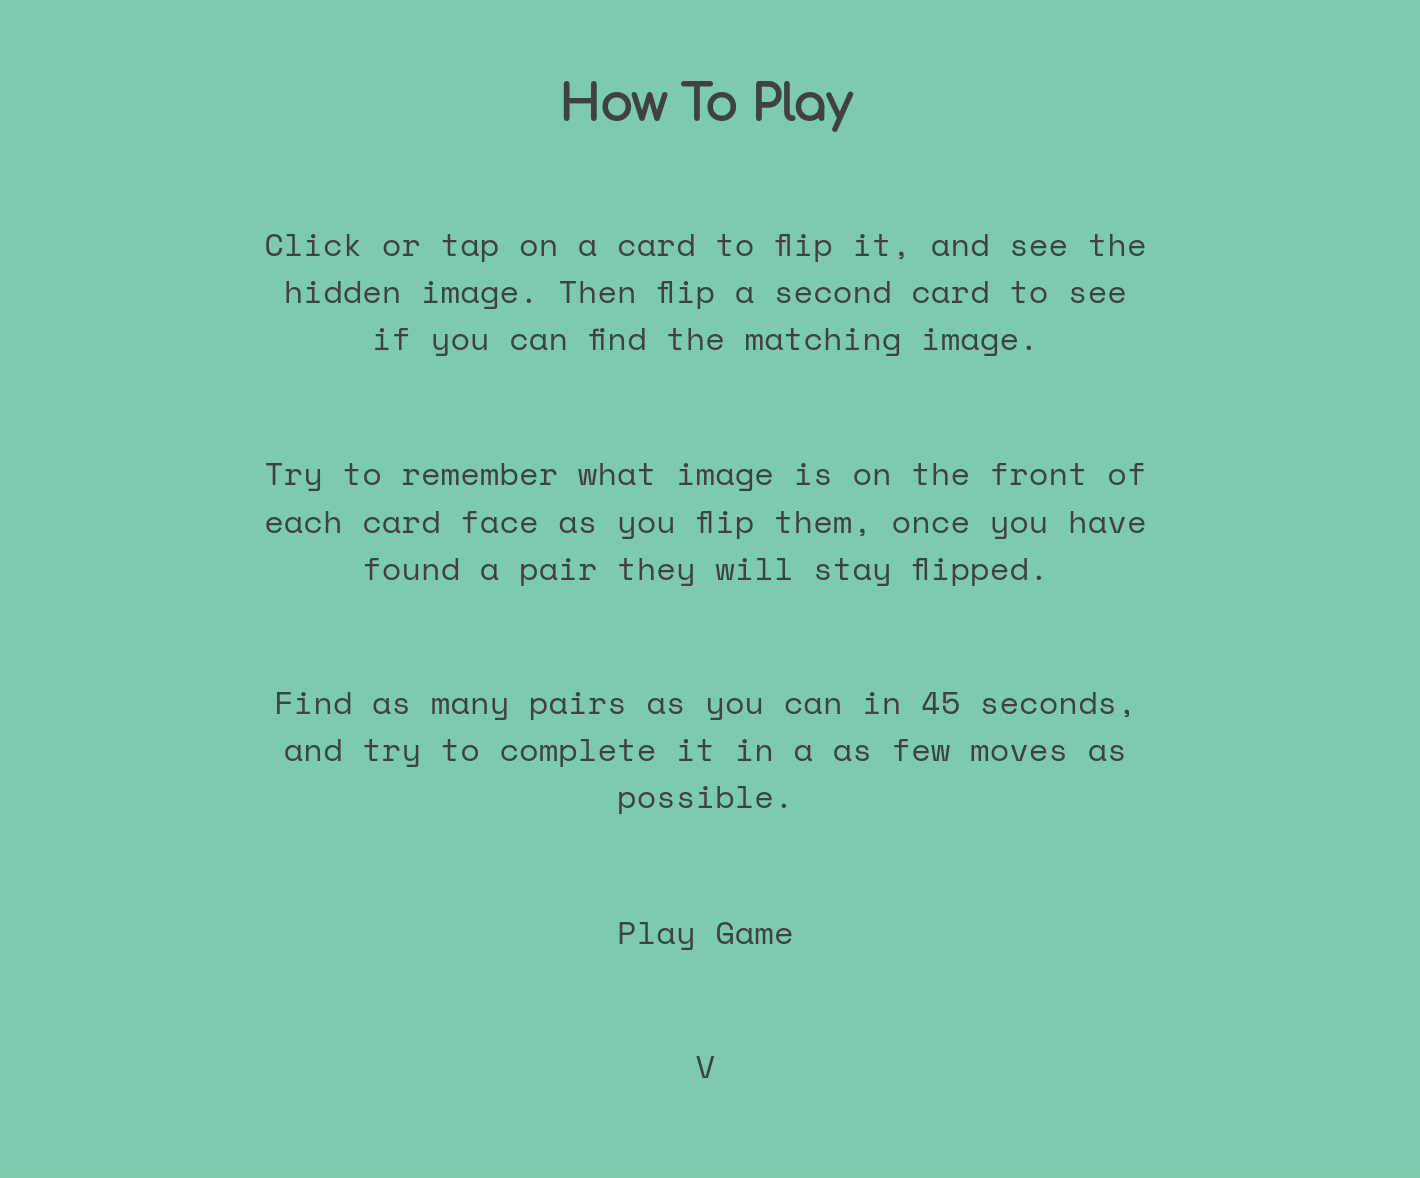 How To Play
Click or tap on a card to flip it, and see the
hidden image. Then flip a second card to see
if you can find the matching image.
Try to remember what image is on the front of
each card face as you flip them, once you have
found a pair they will stay flipped.
Find as many pairs as you can in 45 seconds,
and try to complete it in a as few moves as
possible.
Play Game
V